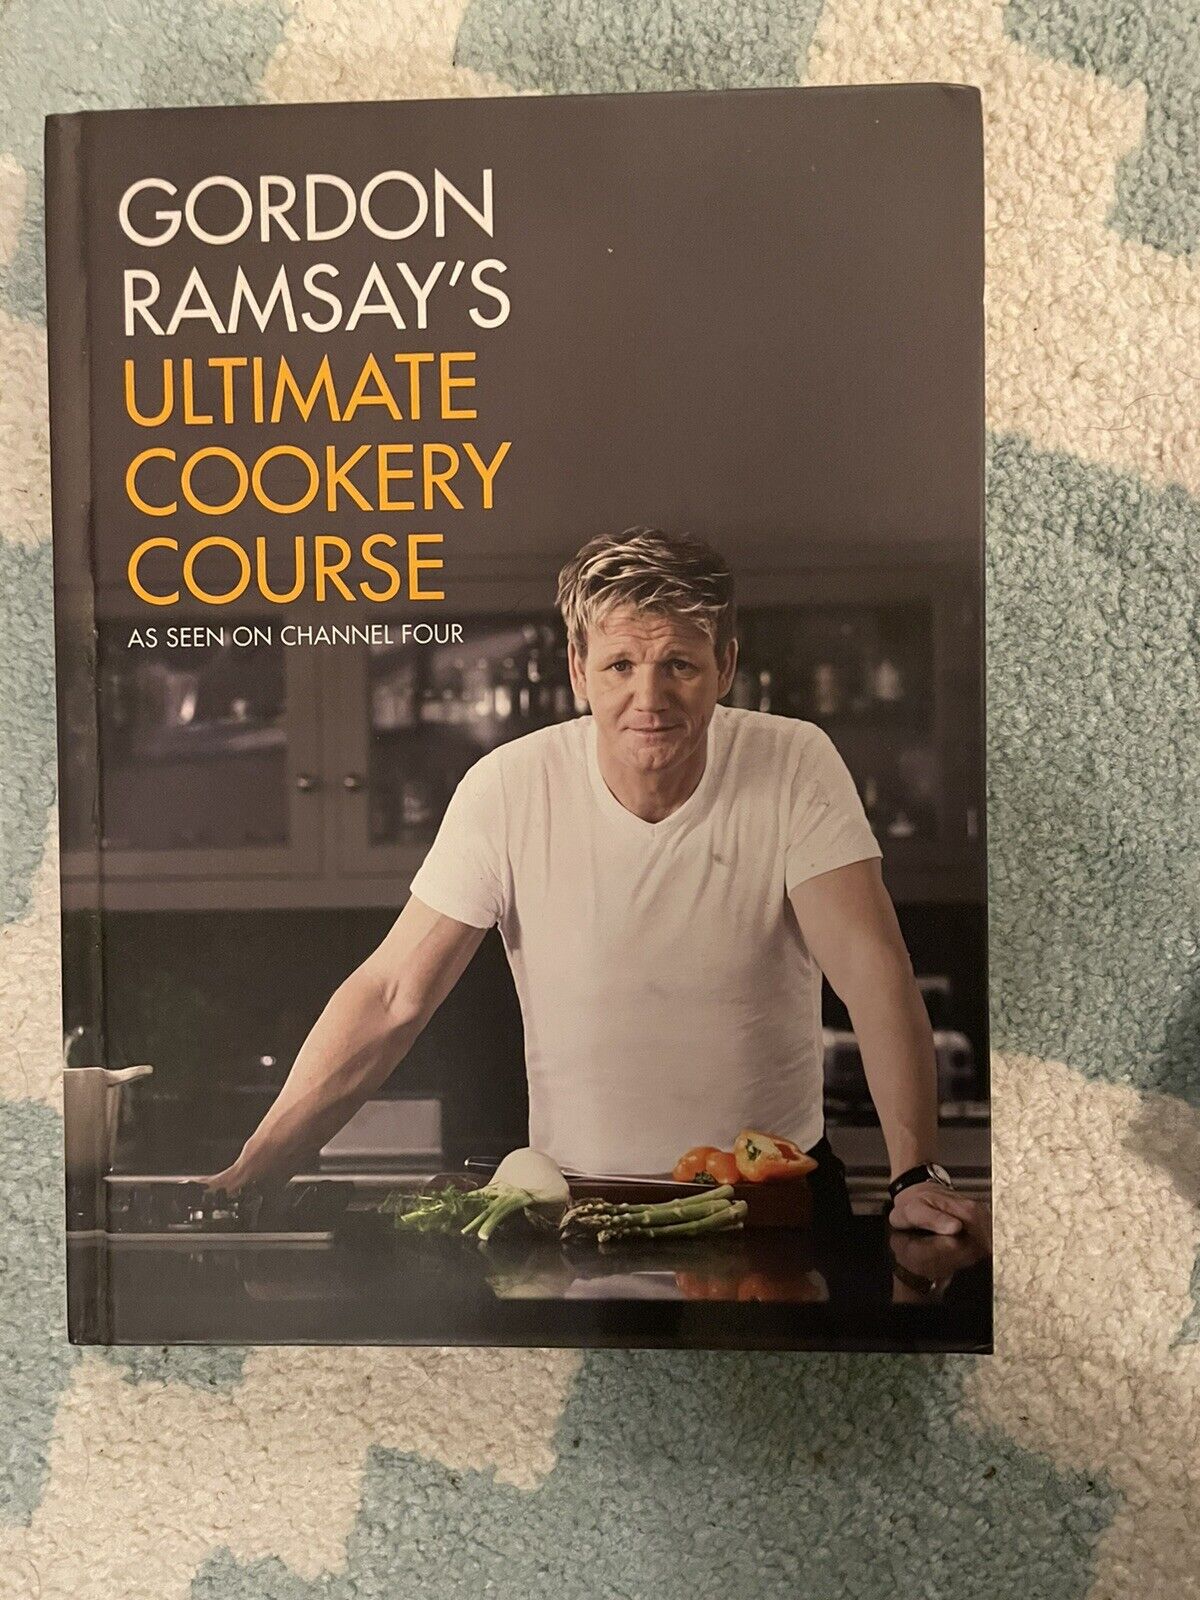 GORDON
RAMSAY'S
ULTIMATE
COOKERY
COURSE
AS SEEN ON CHANNEL FOUR